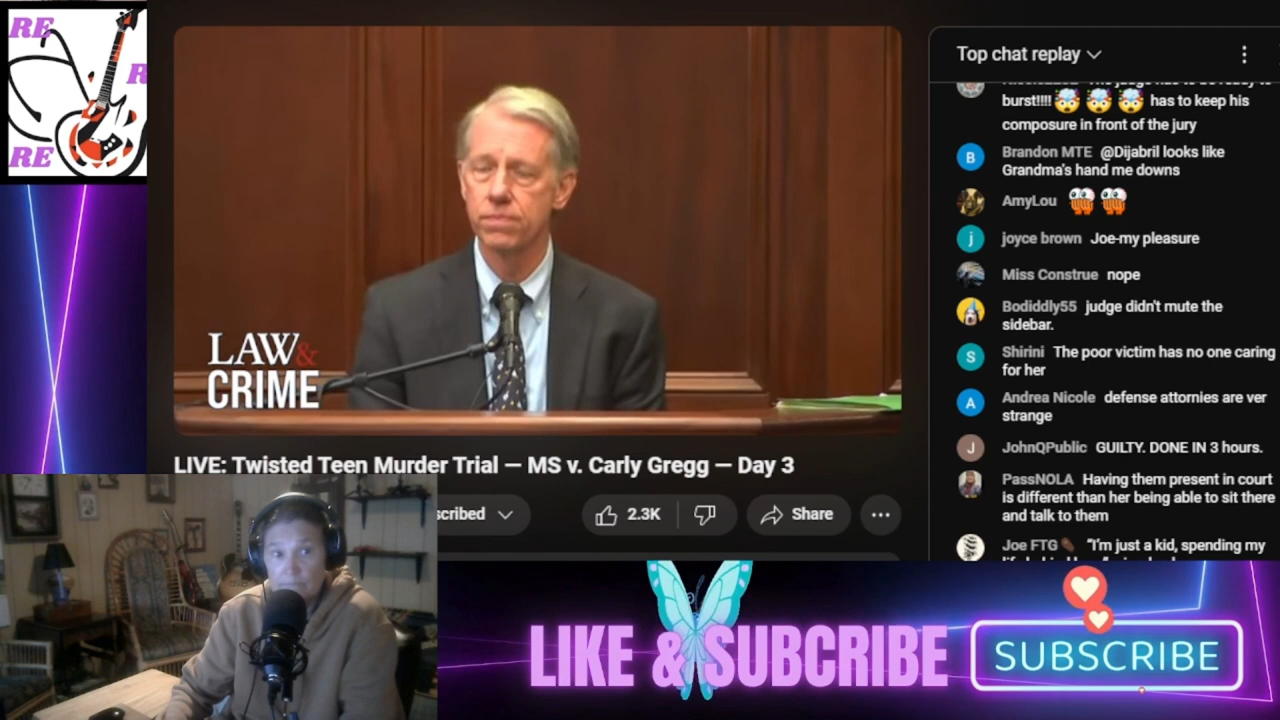 RE
R
RE
LAW&
CRIME
LIVE: Twisted Teen Murder Trial — MS v. Carly Gregg — Day 3
scribed
2.3K
Share
Top chat replay
burst!!!! has to keep his
composure in front of the jury
Brandon MTE @Dijabril looks like
Grandma's hand me downs
AmyLou
joyce brown Joe-my pleasure
Miss Construe nope
Bodiddly55 judge didn't mute the
sidebar.
Shirini The poor victim has no one caring
for her
Andrea Nicole defense attornies are ver
strange
JohnQPublic GUILTY. DONE IN 3 hours.
PassNOLA Having them present in court
is different than her being able to sit there
and talk to them
Joe FTG "I'm just a kid, spending my
LIKE & SUBCRIBE
SUBSCRIBE